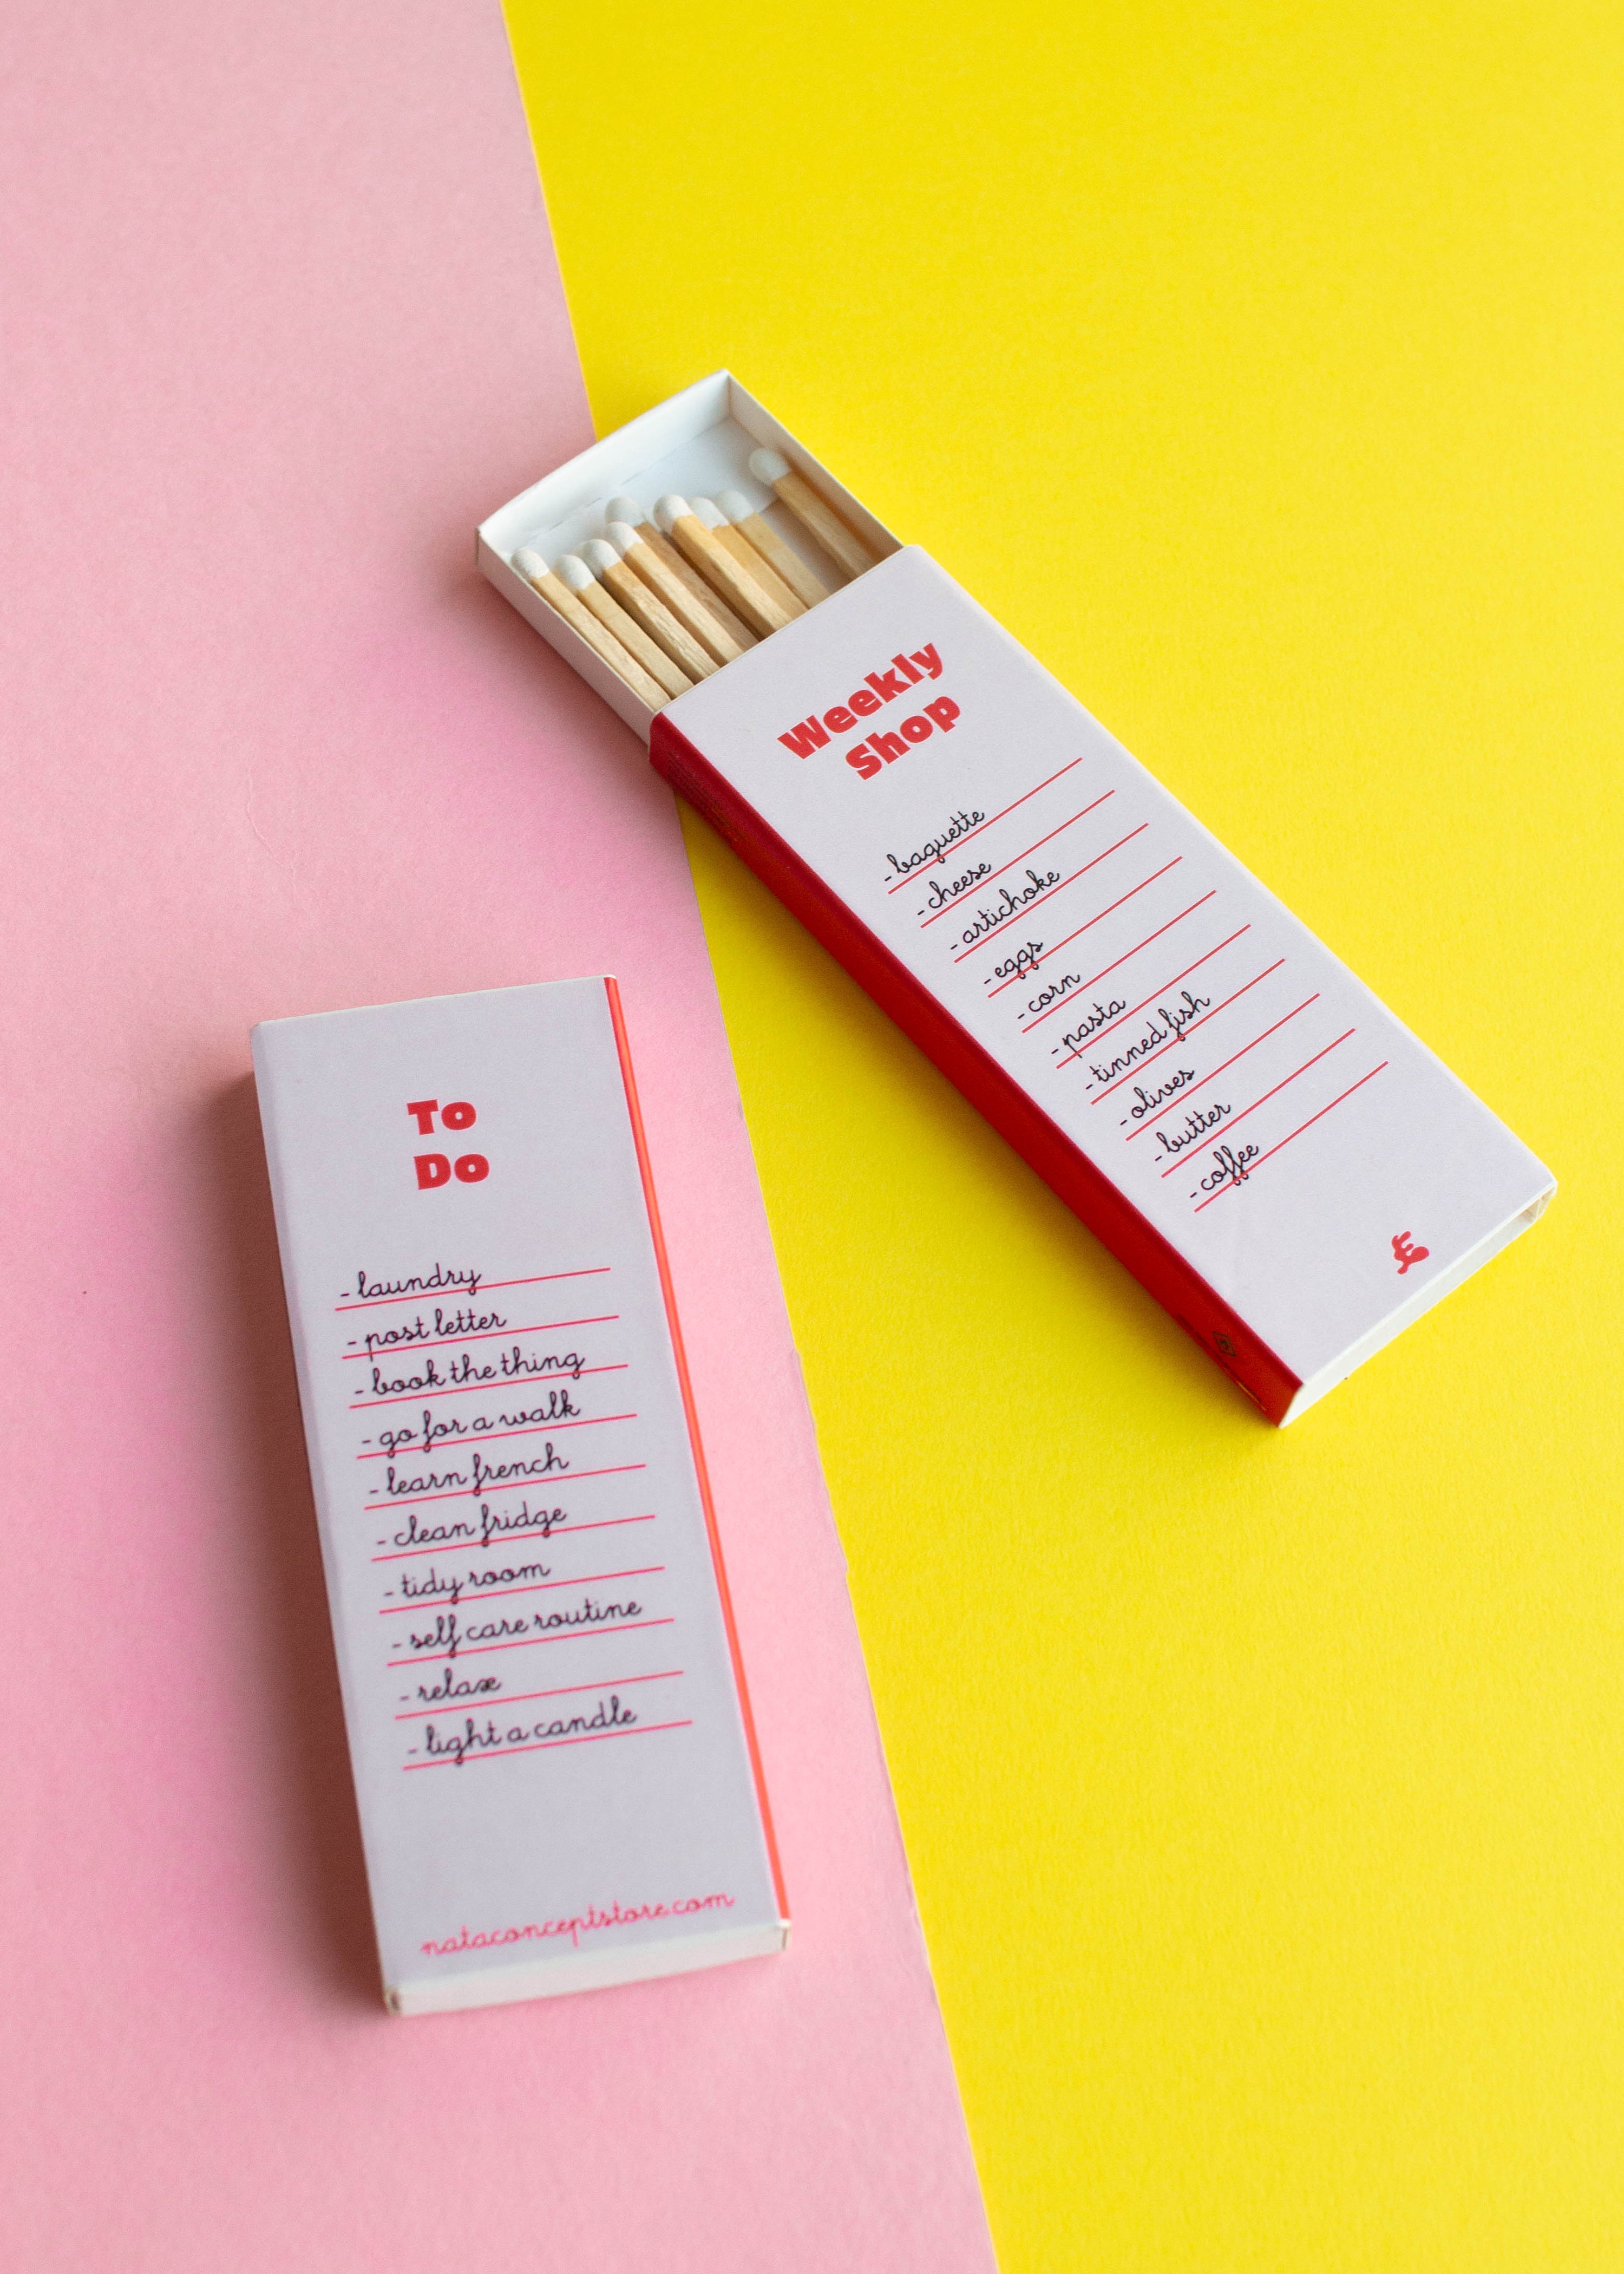 Weekly
Shop
- baguette
- cheese
- artichoke
- eggs
- corn
- pasta
- tinned fish
- olives
- butter
- coffee
To
Do
- laundry
- post letter
- book the thing
- go for a walk
- learn french
- clean fridge
- tidy room
- self care routine
- relax
- light a candle
nataconceptstore.com